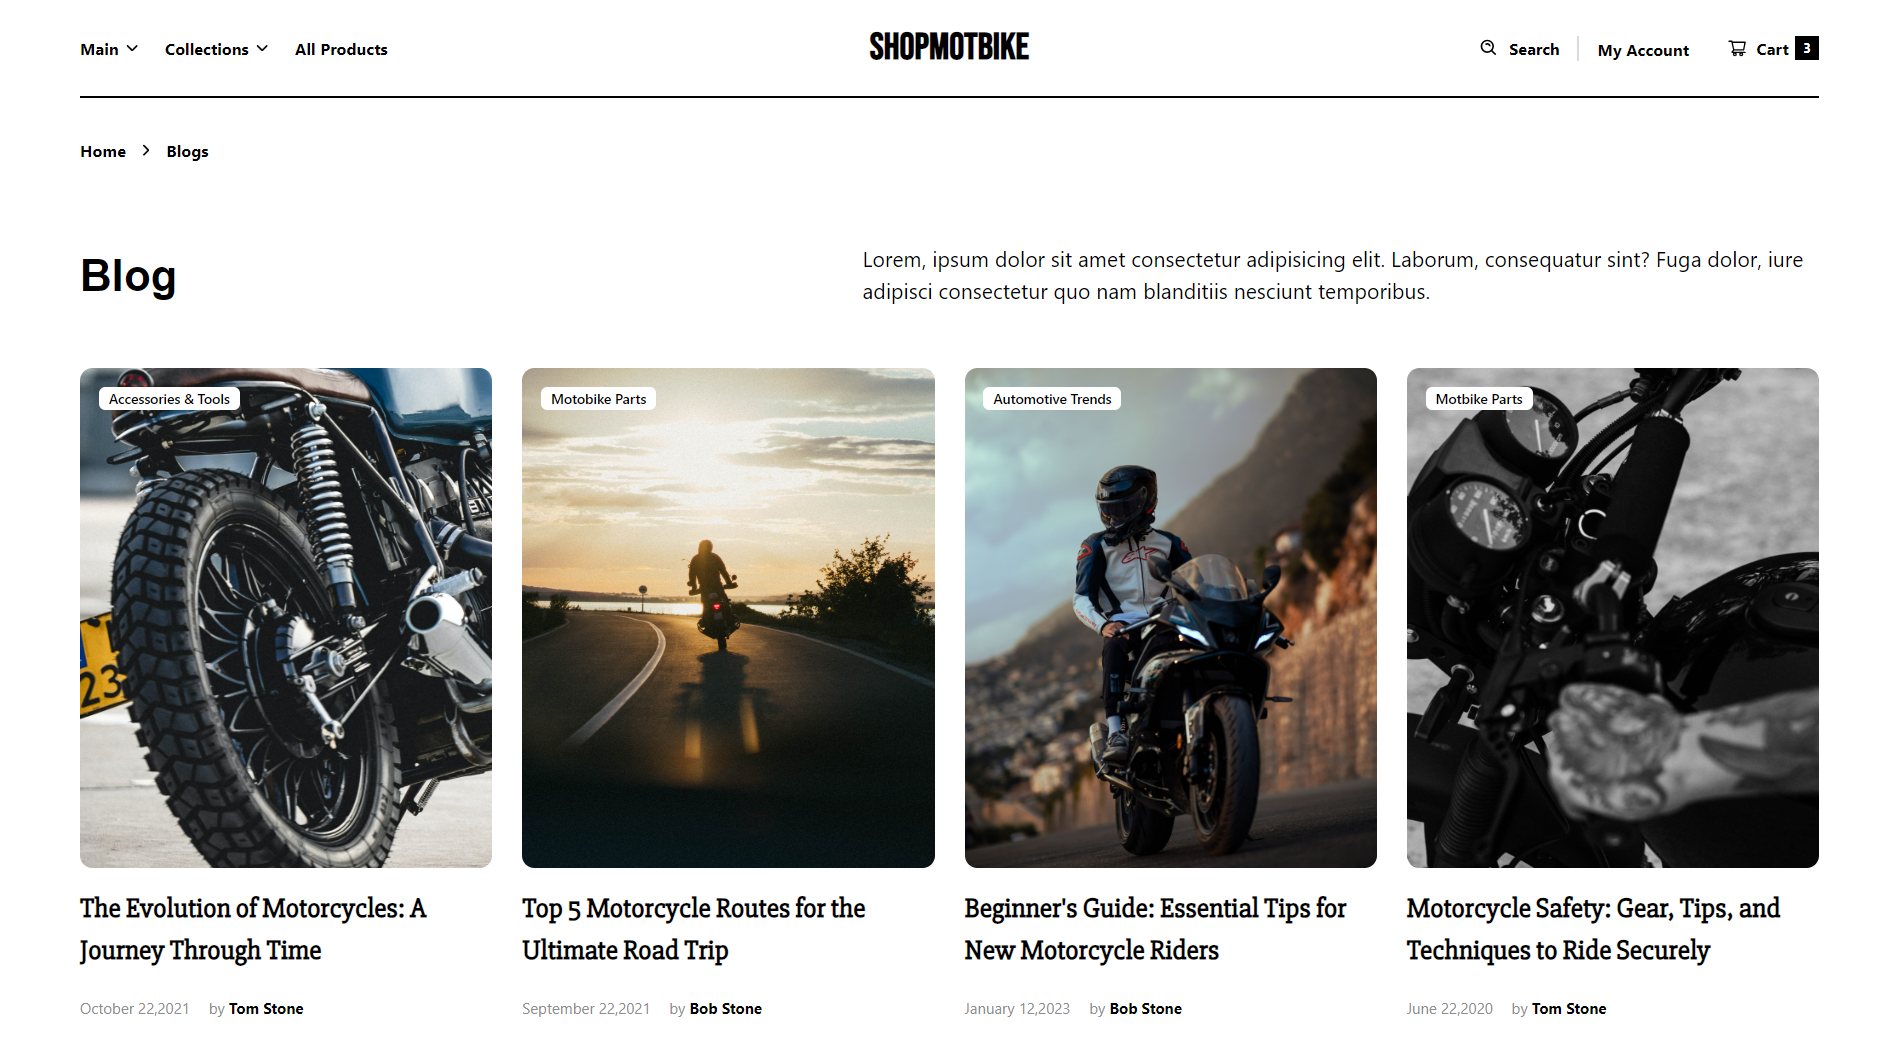 Main Collections All Products SHOPMOTBIKE Search My Account Cart 3
Home Blogs
Blog
Lorem, ipsum dolor sit amet consectetur adipisicing elit. Laborum, consequatur sint? Fuga dolor, iure
adipisci consectetur quo nam blanditiis nesciunt temporibus.
Accessories & Tools
23
The Evolution of Motorcycles: A
Journey Through Time
October 22,2021 by Tom Stone
Motobike Parts
Top 5 Motorcycle Routes for the
Ultimate Road Trip
September 22,2021 by Bob Stone
Automotive Trends
Beginner's Guide: Essential Tips for
New Motorcycle Riders
January 12,2023 by Bob Stone
Motbike Parts
Motorcycle Safety: Gear, Tips, and
Techniques to Ride Securely
June 22,2020 by Tom Stone